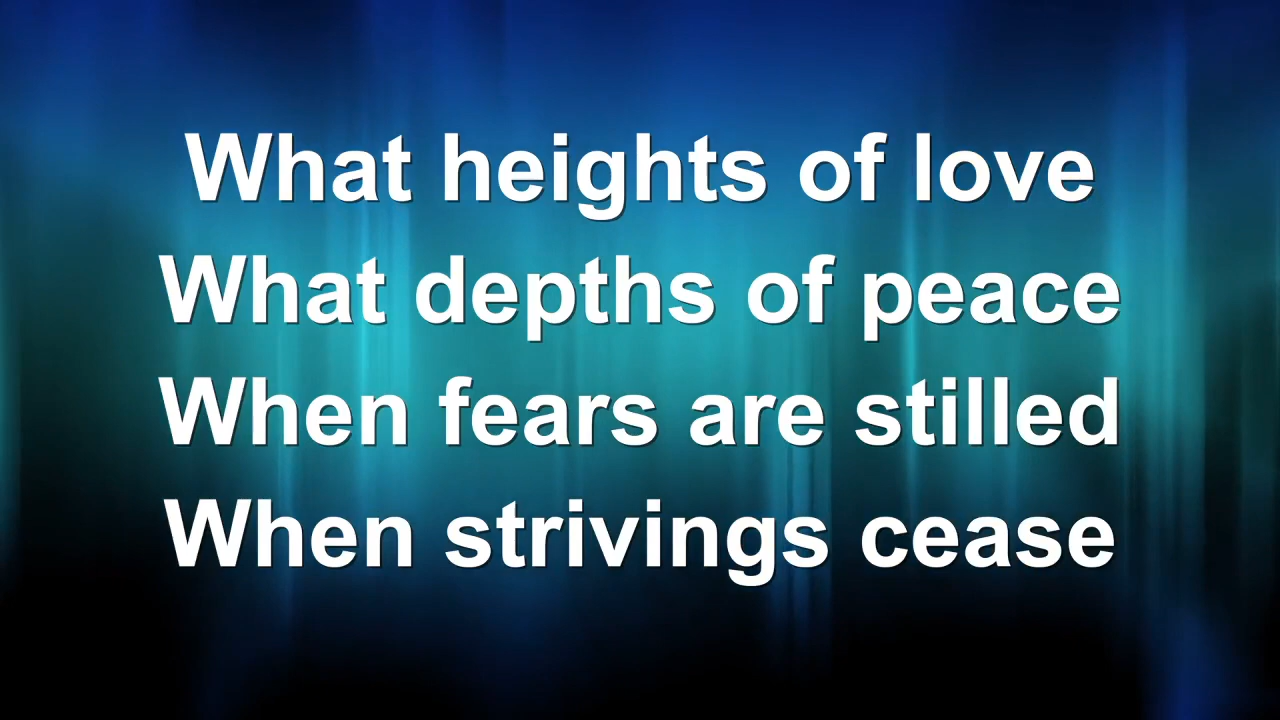 What heights of love
What depths of peace
When fears are stilled
When strivings cease